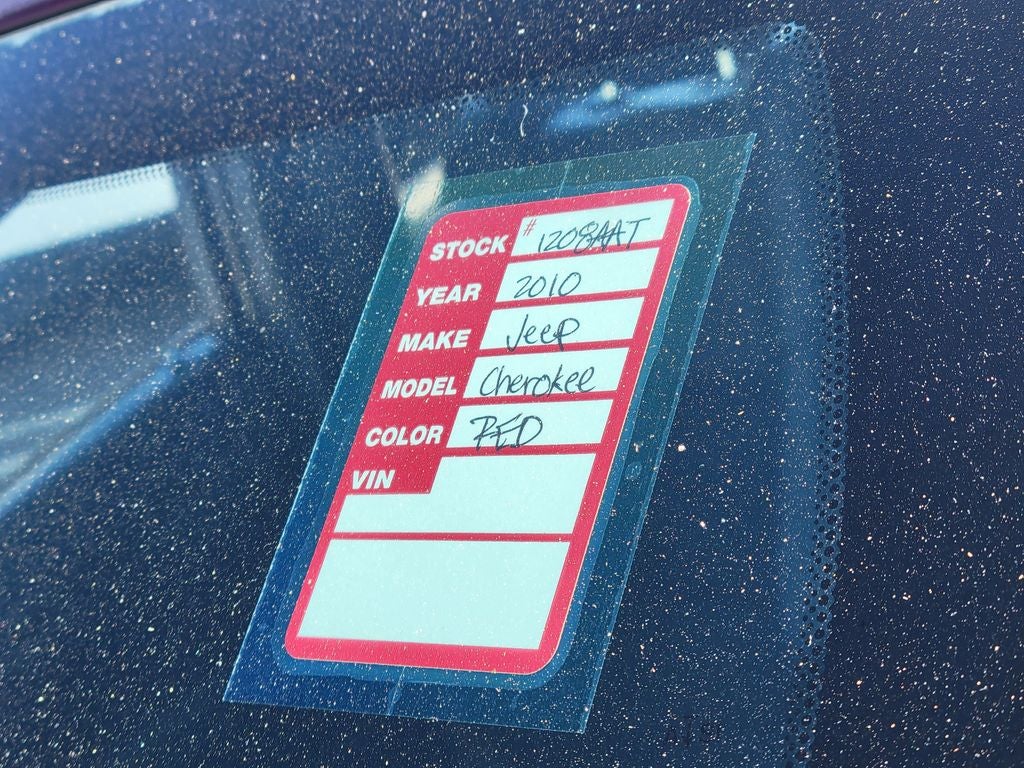 STOCK #1208AAT
YEAR 2010
MAKE Jeep
MODEL Cherokee
COLOR RED
VIN